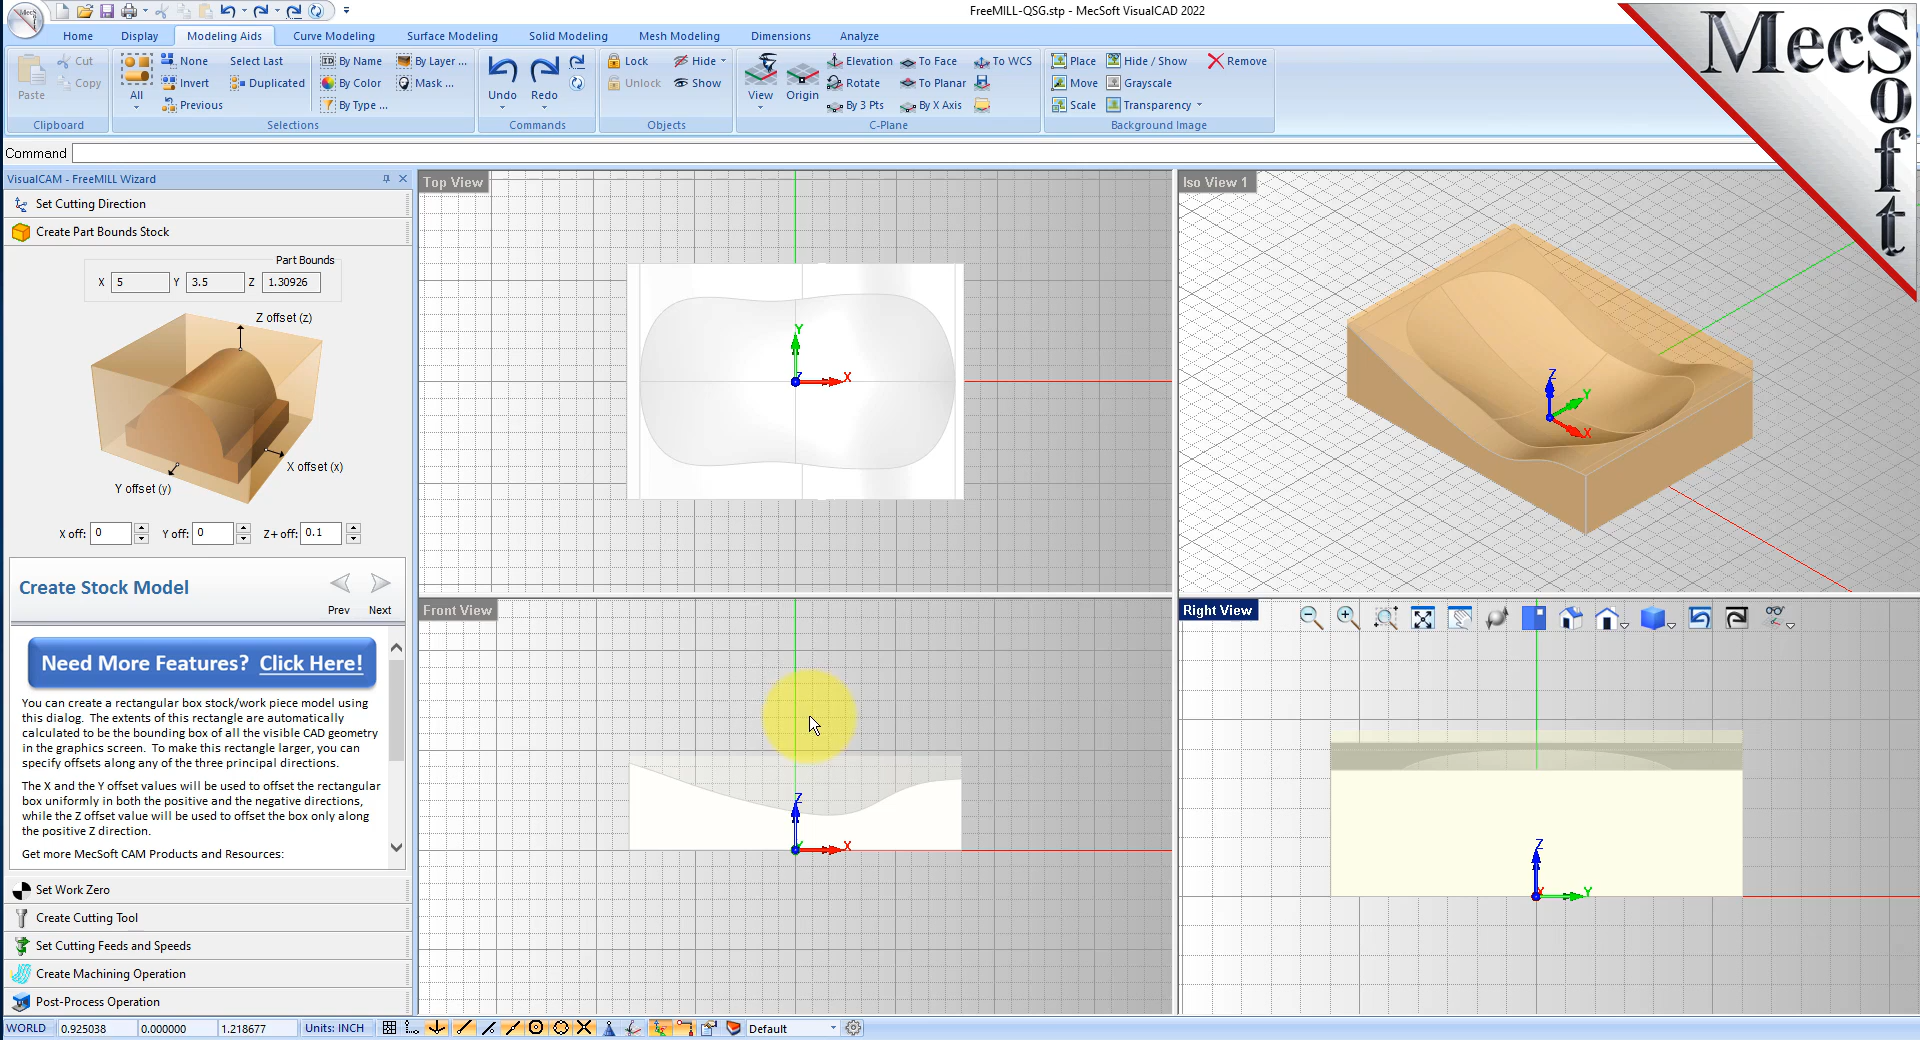 FreeMILL-QSG.stp - MecSoft VisualCAD 2022
MecSoft
Home Display Modeling Aids Curve Modeling Surface Modeling Solid Modeling Mesh Modeling Dimensions Analyze
Paste
Cut
Copy
Clipboard
All
None
Invert
Previous
Select Last
Duplicated
By Name
By Color
By Type ...
By Layer ...
Mask ...
Selections
Undo
Redo
Commands
Lock
Unlock
Hide
Show
Objects
View
Origin
Elevation
Rotate
By 3 Pts
To Face
To Planar
By X Axis
To WCS
C-Plane
Place
Move
Scale
Hide / Show
Grayscale
Transparency
Remove
Background Image
Command
VisualCAM - FreeMILL Wizard
Set Cutting Direction
Create Part Bounds Stock
Part Bounds
X 5 Y 3.5 Z 1.30926
Z offset (z)
X offset (x)
Y offset (y)
X off: 0 Y off: 0 Z+ off: 0.1
Create Stock Model
Prev Next
Need More Features? Click Here!
You can create a rectangular box stock/work piece model using
this dialog. The extents of this rectangle are automatically
calculated to be the bounding box of all the visible CAD geometry
in the graphics screen. To make this rectangle larger, you can
specify offsets along any of the three principal directions.
The X and the Y offset values will be used to offset the rectangular
box uniformly in both the positive and the negative directions,
while the Z offset value will be used to offset the box only along
the positive Z direction.
Get more MecSoft CAM Products and Resources:
Set Work Zero
Create Cutting Tool
Set Cutting Feeds and Speeds
Create Machining Operation
Post-Process Operation
Top View
Y
Z
X
Iso View 1
Z
Y
X
Front View
Z
Y
X
Right View
Z
X
Y
WORLD 0.925038 0.000000 1.218677 Units: INCH Default